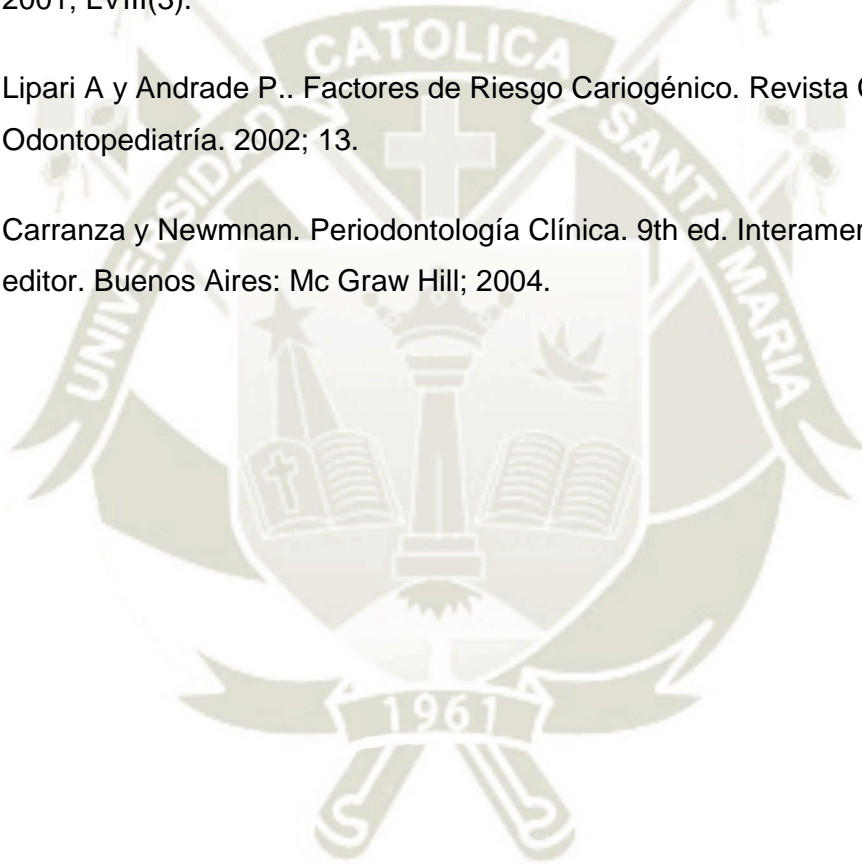 2001; LVIII(3).
Lipari A y Andrade P.. Factores de Riesgo Cariogénico. Revista
Odontopediatría. 2002; 13.
Carranza y Newmnan. Periodontología Clínica. 9th ed.
editor. Buenos Aires: Mc Graw Hill; 2004.
UNIVERSIDAD CATOLICA SANTA MARIA
1961